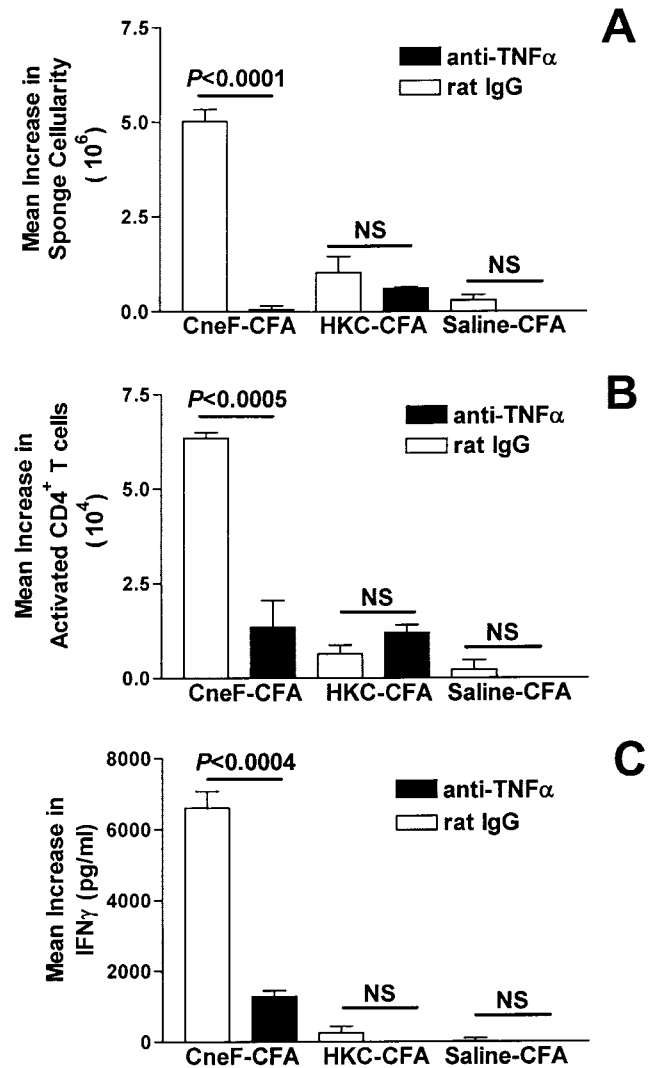 A
7.5
5.0
2.5
0.0
Mean Increase in
Sponge Cellularity
(10⁶)
P<0.0001
anti-TNFα
rat IgG
NS
NS
CneF-CFA HKC-CFA Saline-CFA
B
7.5
5.0
2.5
0.0
Mean Increase in
Activated CD4⁺ T cells
(10⁴)
P<0.0005
anti-TNFα
rat IgG
NS
NS
CneF-CFA HKC-CFA Saline-CFA
C
8000
6000
4000
2000
0
Mean Increase in
IFNγ (pg/ml)
P<0.0004
anti-TNFα
rat IgG
NS
NS
CneF-CFA HKC-CFA Saline-CFA